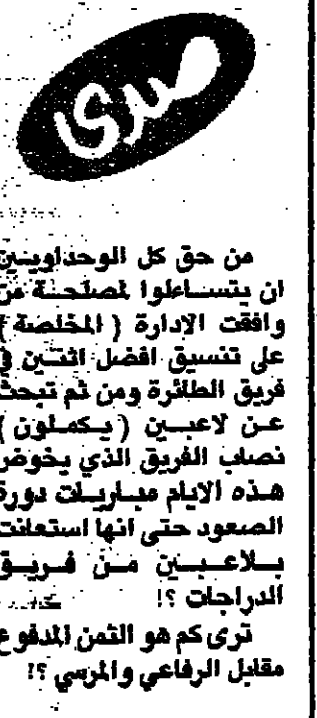 صدى
من حق كل الوحداويين
ان يتساءلوا لمصلحة من
وافقت الإدارة ( المخلصة )
على تنسيق افضل اثنين في
فريق الطائرة ومن ثم تبحث
عن لاعبين ( يكملون )
نصاب الفريق الذي يخوض
هذه الايام مباريات دورة
الصعود حتى انها استعانت
بلاعبين من فريق
الدراجات ؟!
ترى كم هو الثمن المدفوع
مقابل الرفاعي والمرسي ؟!